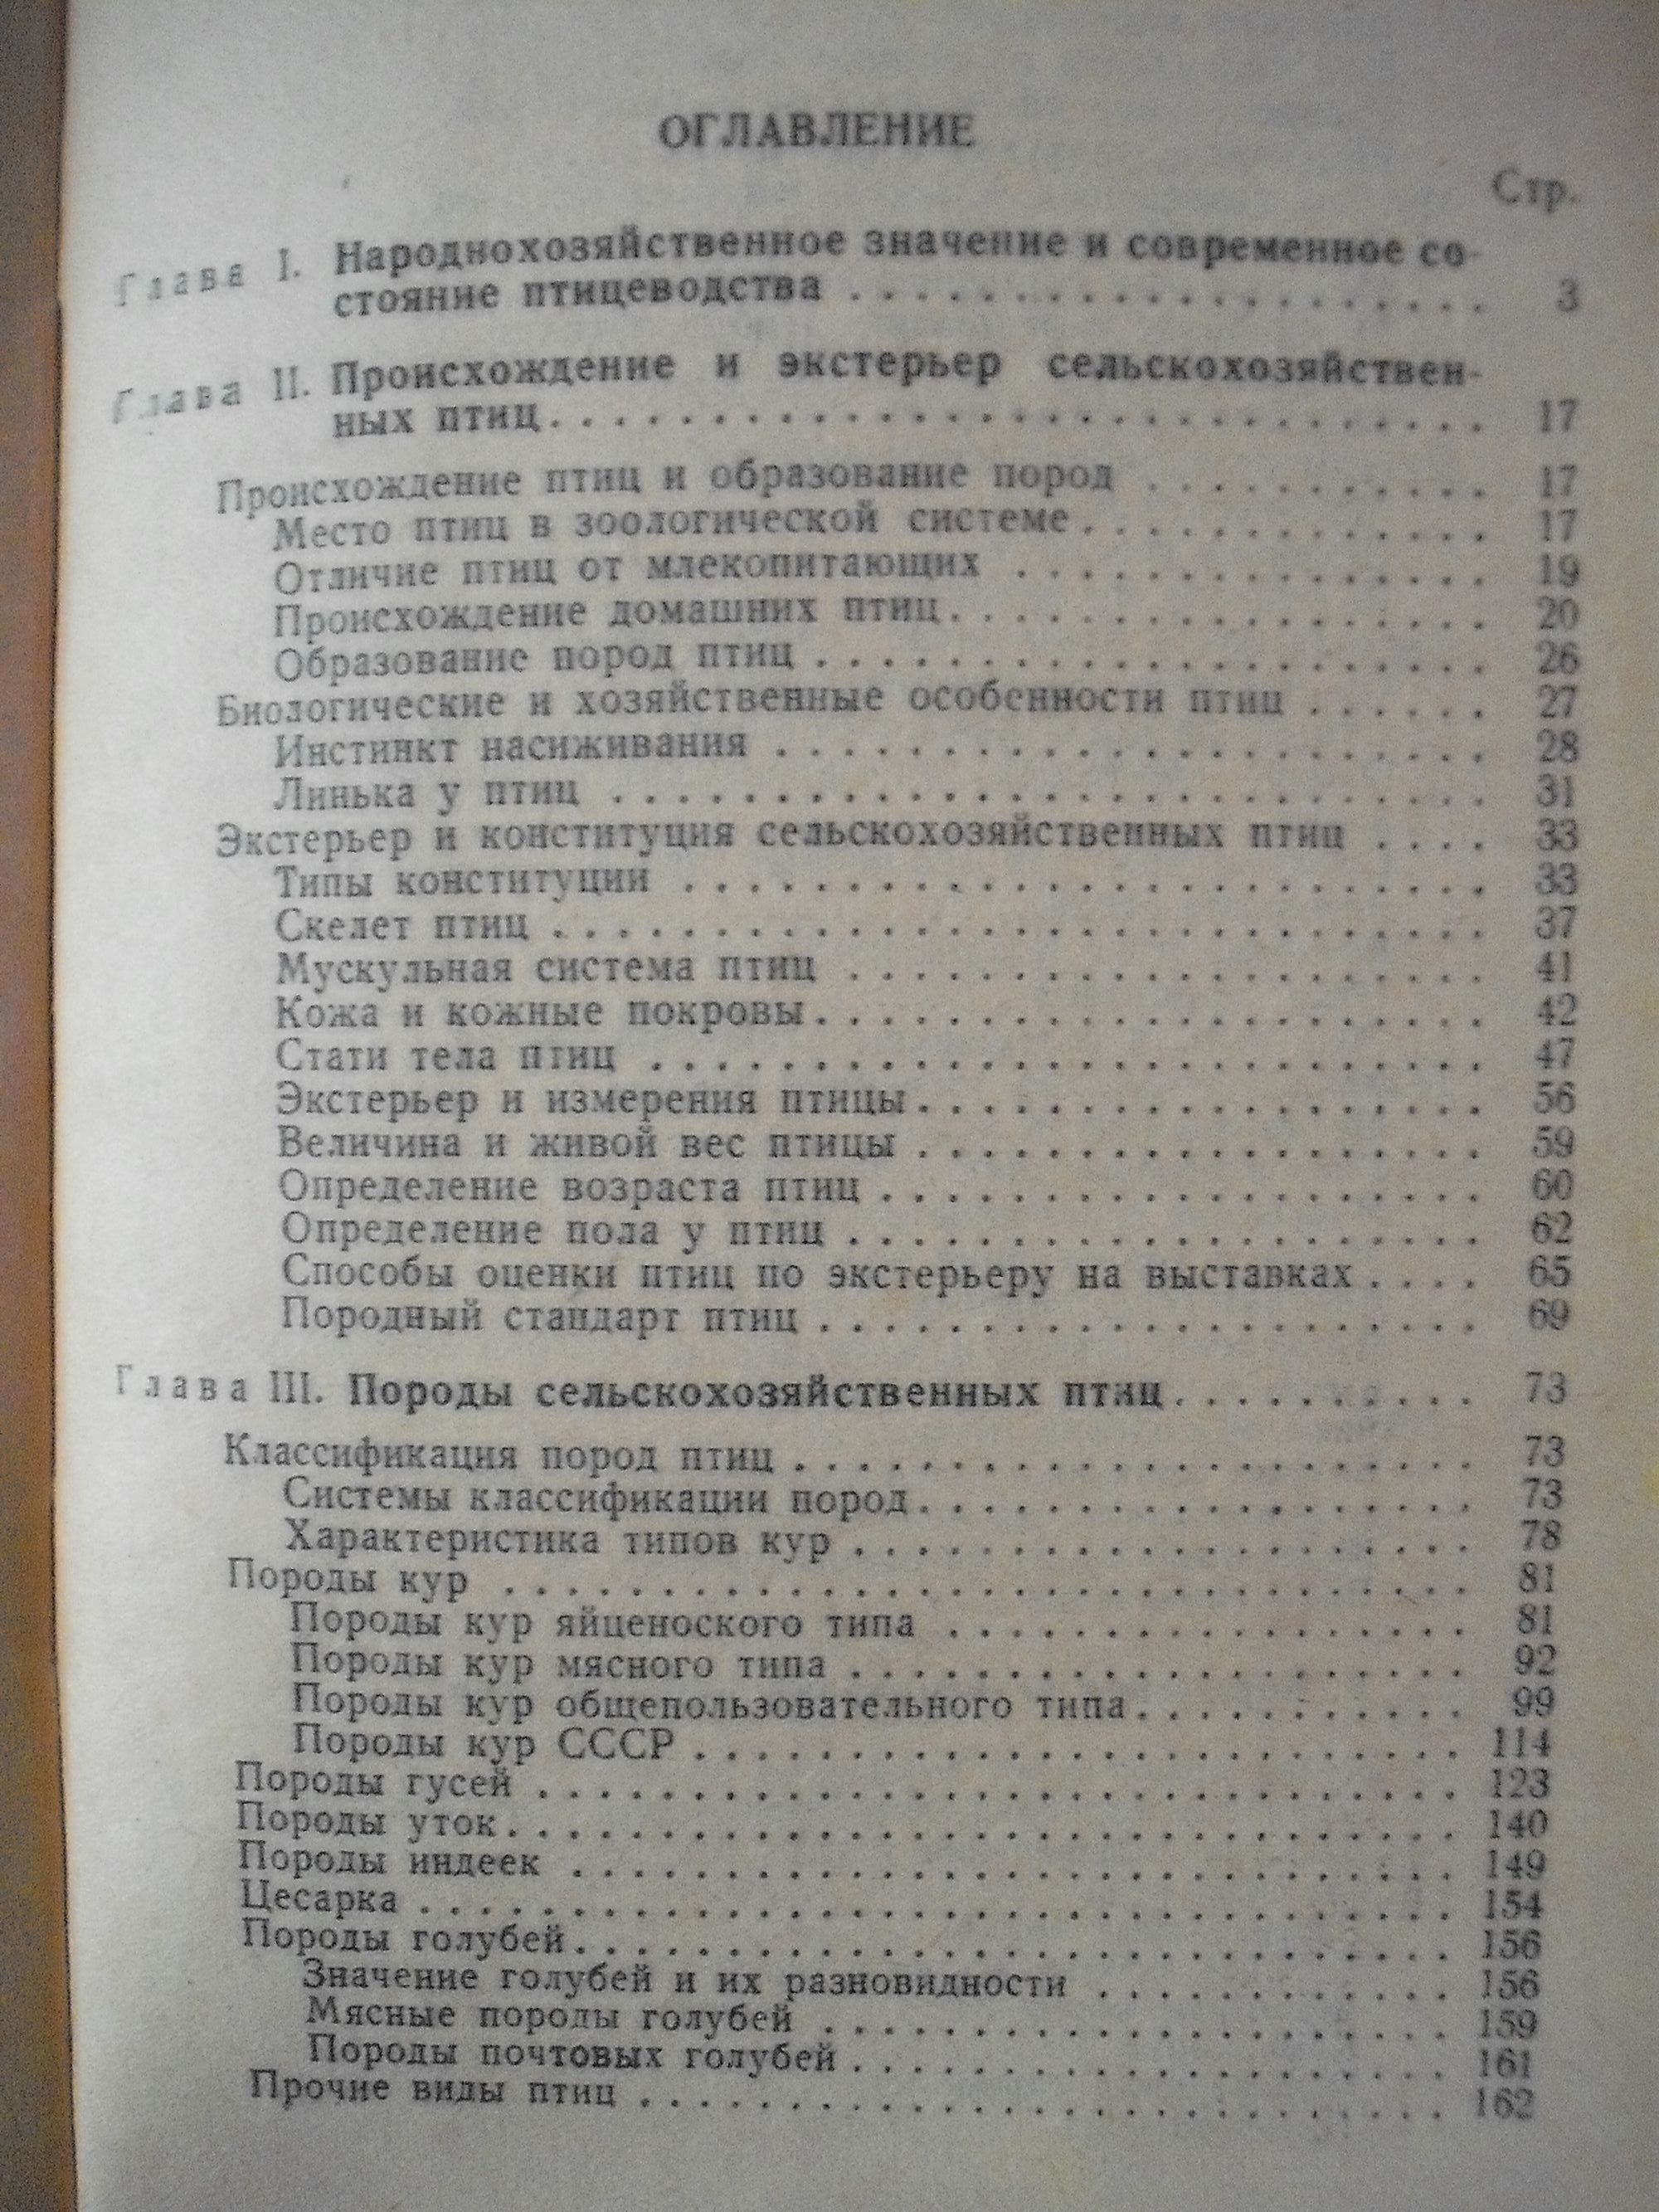 ОГЛАВЛЕНИЕ
Стр.
Глава I. Народнохозяйственное значение и современное со-
стояние птицеводства . . . . . . . . . . . . . . . . . . . . 3
Глава II. Происхождение и экстерьер сельскохозяйствен-
ных птиц. . . . . . . . . . . . . . . . . . . . . . . . . . . . . 17
Происхождение птиц и образование пород . . . . . . . . . . . 17
Место птиц в зоологической системе. . . . . . . . . . . . . 17
Отличие птиц от млекопитающих . . . . . . . . . . . . . . . 19
Происхождение домашних птиц. . . . . . . . . . . . . . . . . 20
Образование пород птиц . . . . . . . . . . . . . . . . . . . . . 26
Биологические и хозяйственные особенности птиц . . . . . . 27
Инстинкт насиживания . . . . . . . . . . . . . . . . . . . . . . 28
Линька у птиц . . . . . . . . . . . . . . . . . . . . . . . . . . . 31
Экстерьер и конституция сельскохозяйственных птиц . . . . 33
Типы конституции . . . . . . . . . . . . . . . . . . . . . . . . . 33
Скелет птиц . . . . . . . . . . . . . . . . . . . . . . . . . . . . . 37
Мускульная система птиц . . . . . . . . . . . . . . . . . . . . 41
Кожа и кожные покровы. . . . . . . . . . . . . . . . . . . . . 42
Стати тела птиц . . . . . . . . . . . . . . . . . . . . . . . . . . 47
Экстерьер и измерения птицы. . . . . . . . . . . . . . . . . . 56
Величина и живой вес птицы . . . . . . . . . . . . . . . . . . 59
Определение возраста птиц . . . . . . . . . . . . . . . . . . . 60
Определение пола у птиц . . . . . . . . . . . . . . . . . . . . 62
Способы оценки птиц по экстерьеру на выставках . . . . 65
Породный стандарт птиц . . . . . . . . . . . . . . . . . . . . . 69
Глава III. Породы сельскохозяйственных птиц. . . . . . . . . . 73
Классификация пород птиц . . . . . . . . . . . . . . . . . . . . . 73
Системы классификации пород. . . . . . . . . . . . . . . . . . 73
Характеристика типов кур . . . . . . . . . . . . . . . . . . . . 78
Породы кур . . . . . . . . . . . . . . . . . . . . . . . . . . . . . 81
Породы кур яйценоского типа . . . . . . . . . . . . . . . . . 81
Породы кур мясного типа . . . . . . . . . . . . . . . . . . . . 92
Породы кур общепользовательного типа. . . . . . . . . . . 99
Породы кур СССР . . . . . . . . . . . . . . . . . . . . . . . . . 114
Породы гусей . . . . . . . . . . . . . . . . . . . . . . . . . . . . . 123
Породы уток. . . . . . . . . . . . . . . . . . . . . . . . . . . . . . 140
Породы индеек . . . . . . . . . . . . . . . . . . . . . . . . . . . . 149
Цесарка . . . . . . . . . . . . . . . . . . . . . . . . . . . . . . . . . 154
Породы голубей. . . . . . . . . . . . . . . . . . . . . . . . . . . . 156
Значение голубей и их разновидности . . . . . . . . . . . . 156
Мясные породы голубей . . . . . . . . . . . . . . . . . . . . . 159
Породы почтовых голубей . . . . . . . . . . . . . . . . . . . . 161
Прочие виды птиц . . . . . . . . . . . . . . . . . . . . . . . . . . 162